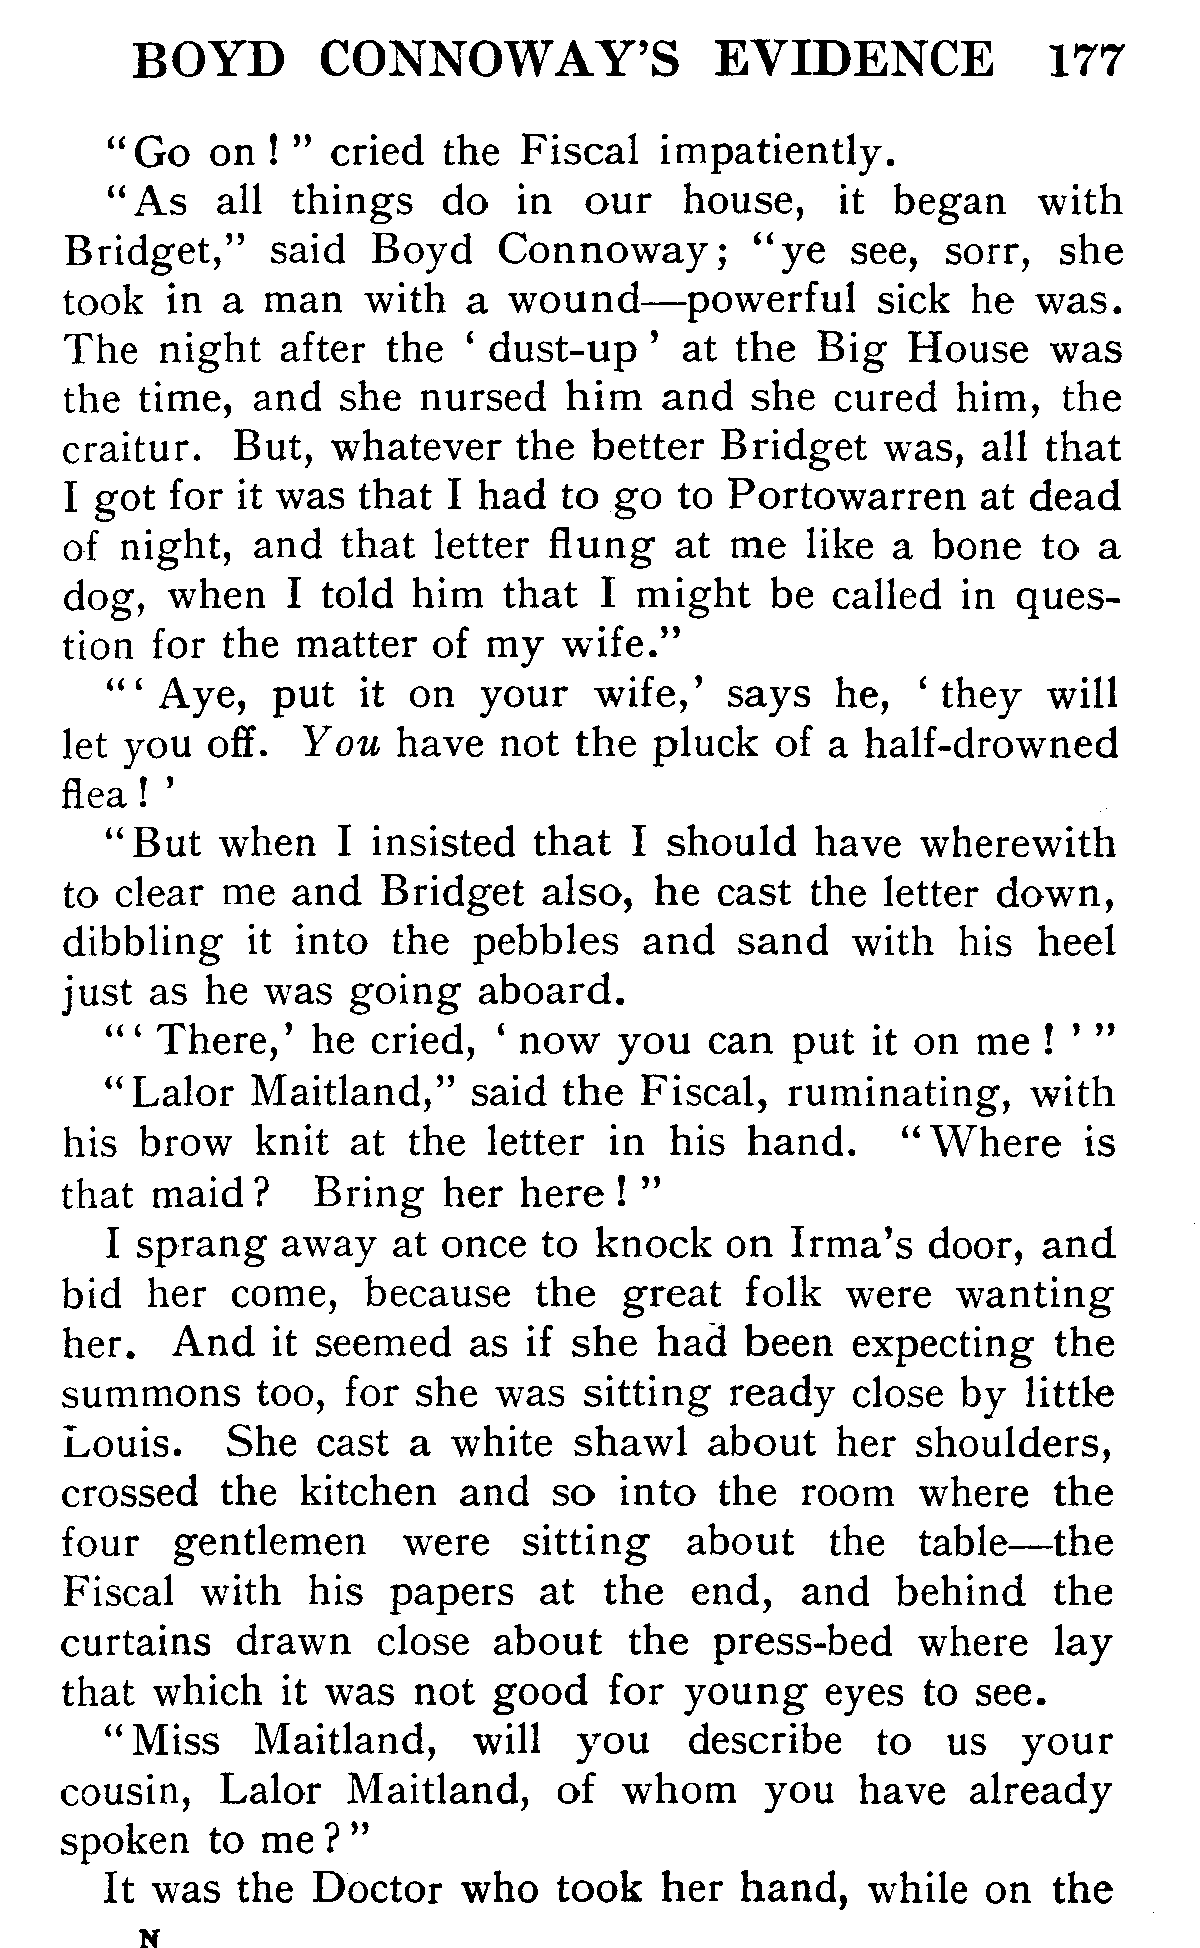 BOYD CONNOWAY'S EVIDENCE 177
"Go on!" cried the Fiscal impatiently.
"As all things do in our house, it began with
Bridget," said Boyd Connoway; "ye see, sorr, she
took in a man with a wound—powerful sick he was.
The night after the 'dust-up' at the Big House was
the time, and she nursed him and she cured him, the
craitur. But, whatever the better Bridget was, all that
I got for it was that I had to go to Portowarren at dead
of night, and that letter flung at me like a bone to a
dog, when I told him that I might be called in ques-
tion for the matter of my wife."
"'Aye, put it on your wife,' says he, 'they will
let you off. You have not the pluck of a half-drowned
flea!'
"But when I insisted that I should have wherewith
to clear me and Bridget also, he cast the letter down,
dibbling it into the pebbles and sand with his heel
just as he was going aboard.
"'There,' he cried, 'now you can put it on me!'"
"Lalor Maitland," said the Fiscal, ruminating, with
his brow knit at the letter in his hand. "Where is
that maid? Bring her here!"
I sprang away at once to knock on Irma's door, and
bid her come, because the great folk were wanting
her. And it seemed as if she had been expecting the
summons too, for she was sitting ready close by little
Louis. She cast a white shawl about her shoulders,
crossed the kitchen and so into the room where the
four gentlemen were sitting about the table—the
Fiscal with his papers at the end, and behind the
curtains drawn close about the press-bed where lay
that which it was not good for young eyes to see.
"Miss Maitland, will you describe to us your
cousin, Lalor Maitland, of whom you have already
spoken to me?"
It was the Doctor who took her hand, while on the
N